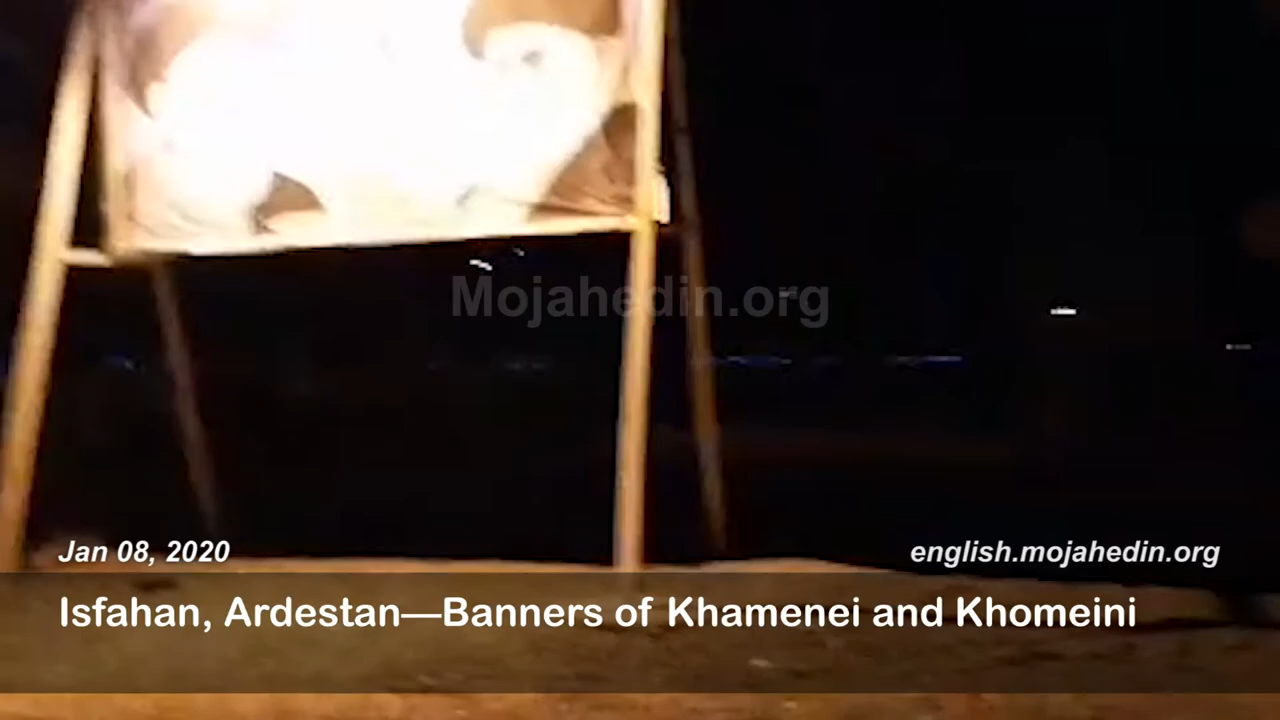 Mojahedin.org
Jan 08, 2020
english.mojahedin.org
Isfahan, Ardestan—Banners of Khamenei and Khomeini